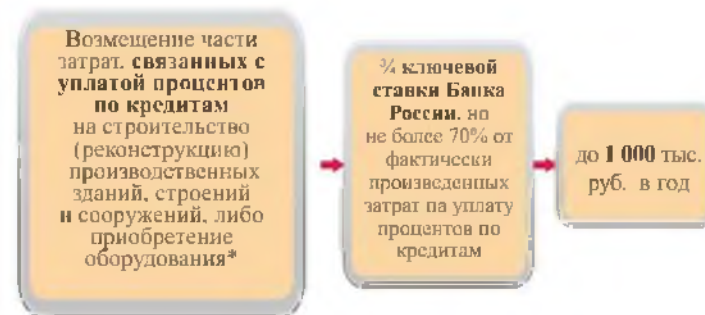 Возмещение части
затрат, связанных с
уплатой процентов
по кредитам
на строительство
(реконструкцию)
производственных
зданий, строений
и сооружений, либо
приобретение
оборудования*
¾ ключевой
ставки Банка
России, но
не более 70% от
фактически
произведенных
затрат на уплату
процентов по
кредитам
до 1 000 тыс.
руб. в год